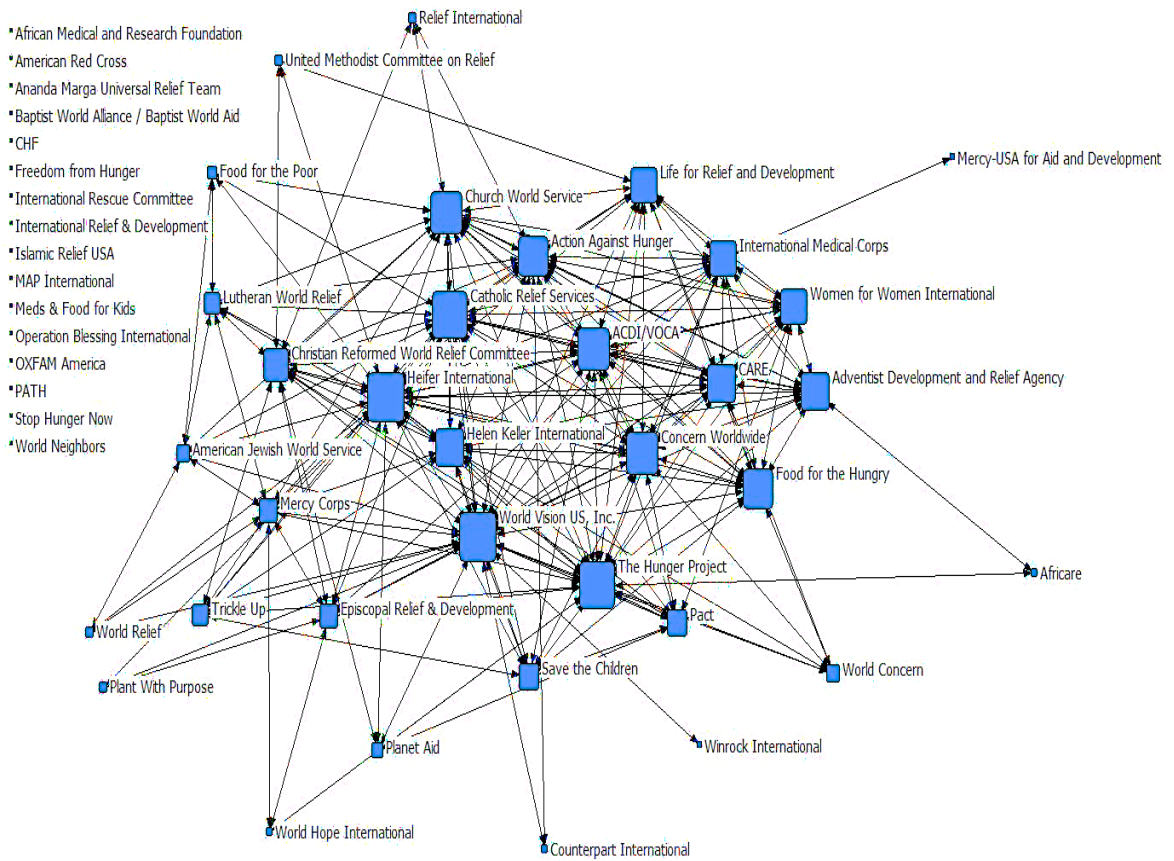 Relief International
African Medical and Research Foundation
American Red Cross
United Methodist Committee on Relief
Ananda Marga Universal Relief Team
Baptist World Alliance / Baptist World Aid
CHF
Freedom from Hunger
International Rescue Committee
International Relief & Development
Islamic Relief USA
MAP International
Meds & Food for Kids
Operation Blessing International
OXFAM America
PATH
Stop Hunger Now
World Neighbors
Mercy-USA for Aid and Development
Food for the Poor
Life for Relief and Development
Church World Service
Action Against Hunger
International Medical Corps
Lutheran World Relief
Catholic Relief Services
Women for Women International
ACDI/VOCA
Christian Reformed World Relief Committee
Heifer International
CARE
Adventist Development and Relief Agency
Helen Keller International
Concern Worldwide
American Jewish World Service
Food for the Hungry
Mercy Corps
World Vision US, Inc.
The Hunger Project
Africare
Trickle Up
Episcopal Relief & Development
Pact
World Relief
Save the Children
World Concern
Plant With Purpose
Planet Aid
Winrock International
World Hope International
Counterpart International